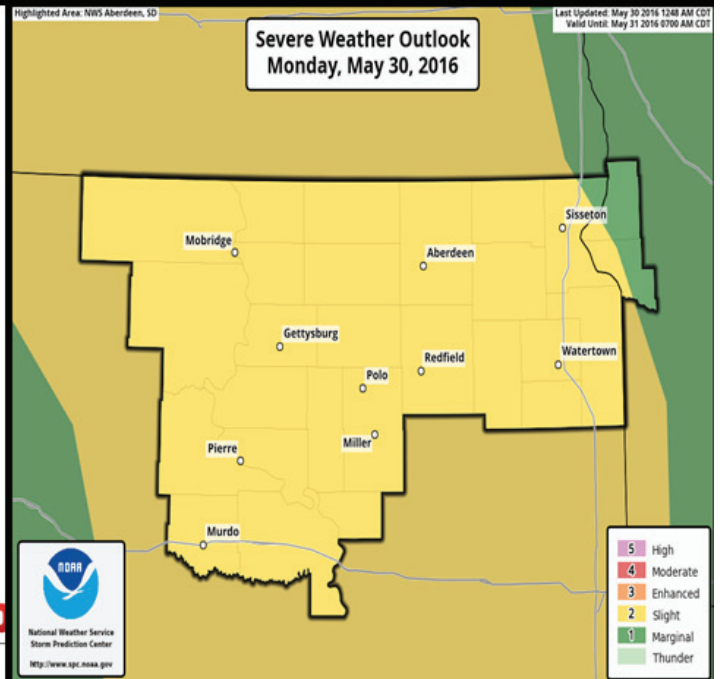 Highlighted Area: NWS Aberdeen, SD
Last Updated: May 30 2016 1248 AM CDT
Valid Until: May 31 2016 0700 AM CDT
Severe Weather Outlook
Monday, May 30, 2016
Sisseton
Mobridge
Aberdeen
Gettysburg
Redfield
Watertown
Polo
Miller
Pierre
Murdo
NOAA
National Weather Service
Storm Prediction Center
http://www.spc.noaa.gov
5 High
4 Moderate
3 Enhanced
2 Slight
1 Marginal
Thunder